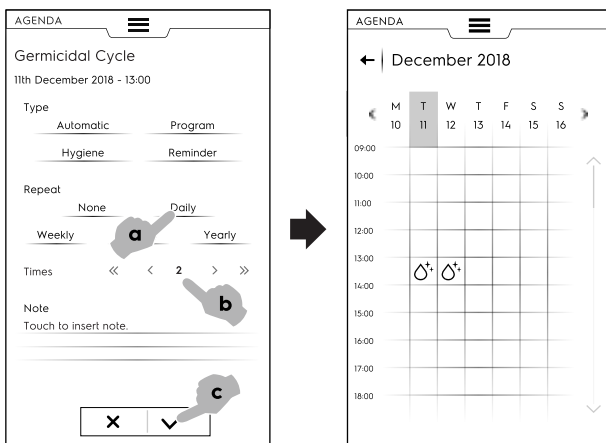 AGENDA
Germicidal Cycle
11th December 2018 - 13:00
Type
Automatic Program
Hygiene Reminder
Repeat
None Daily
Weekly Yearly
a
Times << < 2 > >>
b
Note
Touch to insert note.
c
AGENDA
December 2018
M T W T F S S
10 11 12 13 14 15 16
09:00
10:00
11:00
12:00
13:00
14:00
15:00
16:00
17:00
18:00